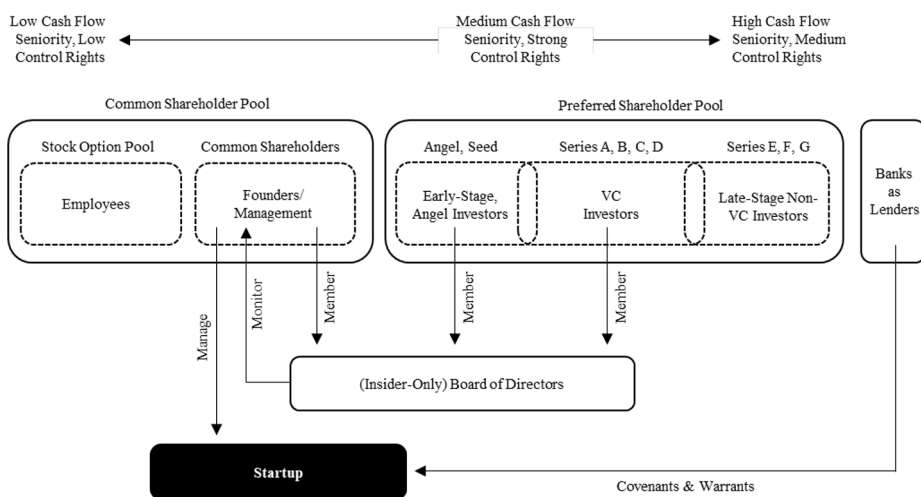 Low Cash Flow
Seniority, Low
Control Rights
Medium Cash Flow
Seniority, Strong
Control Rights
High Cash Flow
Seniority, Medium
Control Rights
Common Shareholder Pool
Preferred Shareholder Pool
Stock Option Pool
Common Shareholders
Angel, Seed
Series A, B, C, D
Series E, F, G
Employees
Founders/
Management
Early-Stage,
Angel Investors
VC
Investors
Late-Stage Non-
VC Investors
Banks
as
Lenders
Manage
Monitor
Member
Member
Member
(Insider-Only) Board of Directors
Startup
Covenants & Warrants